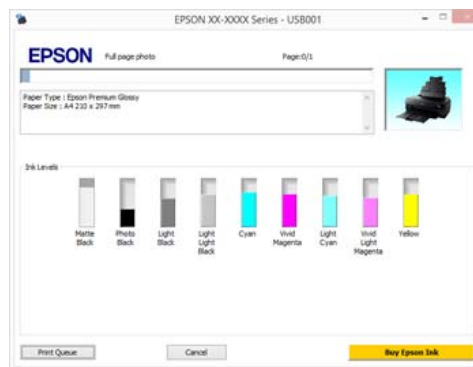 EPSON XX-XXXX Series - USB001
EPSON
Full page photo
Page:0/1
Paper Type : Epson Premium Glossy
Paper Size : A4 210 x 297 mm
Ink Levels
Matte Black
Photo Black
Light Black
Light Light Black
Cyan
Vivid Magenta
Light Cyan
Vivid Light Magenta
Yellow
Print Queue
Cancel
Buy Epson Ink